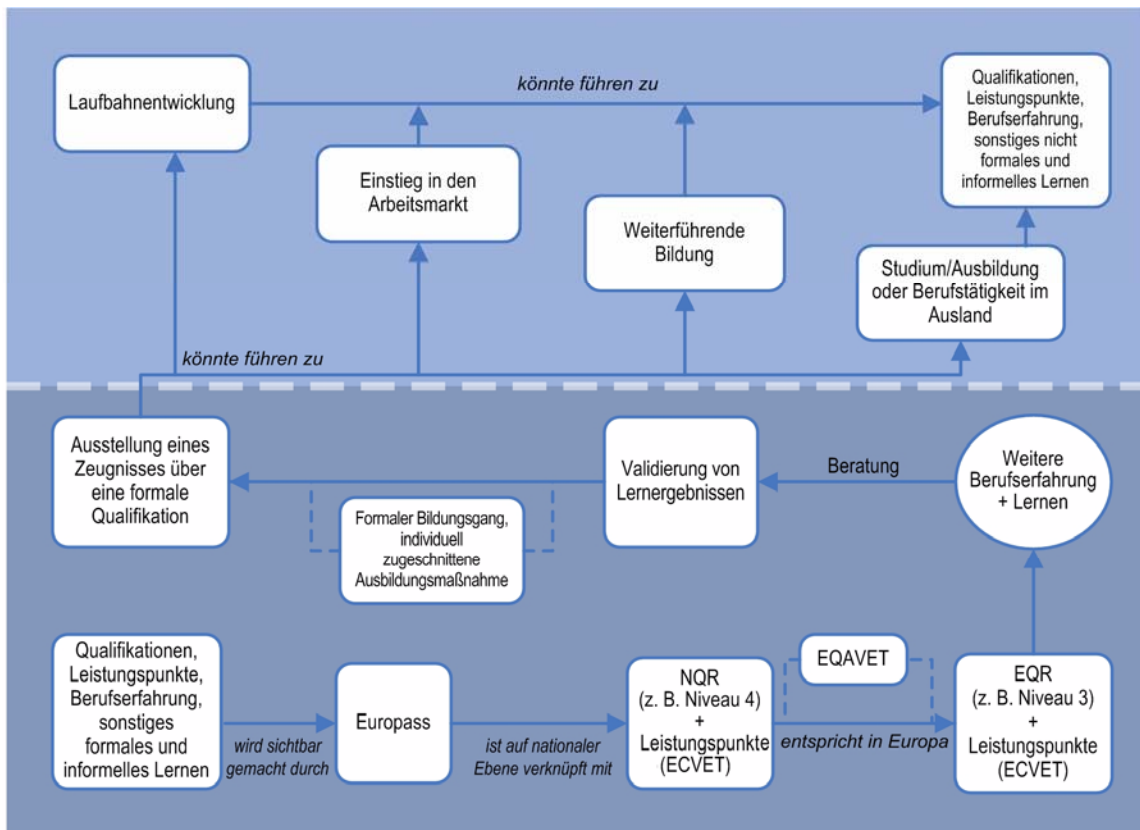 könnte führen zu
Laufbahnentwicklung
Qualifikationen,
Leistungspunkte,
Berufserfahrung,
sonstiges nicht
formales und
informelles Lernen
Einstieg in den
Arbeitsmarkt
Weiterführende
Bildung
Studium/Ausbildung
oder Berufstätigkeit im
Ausland
könnte führen zu
Ausstellung eines
Zeugnisses über
eine formale
Qualifikation
Formaler Bildungsgang,
individuell
zugeschnittene
Ausbildungsmaßnahme
Validierung von
Lernergebnissen
Beratung
Weitere
Berufserfahrung
+ Lernen
Qualifikationen,
Leistungspunkte,
Berufserfahrung,
sonstiges
formales und
informelles Lernen
wird sichtbar
gemacht durch
Europass
ist auf nationaler
Ebene verknüpft mit
NQR
(z. B. Niveau 4)
+
Leistungspunkte
(ECVET)
EQAVET
entspricht in Europa
EQR
(z. B. Niveau 3)
+
Leistungspunkte
(ECVET)